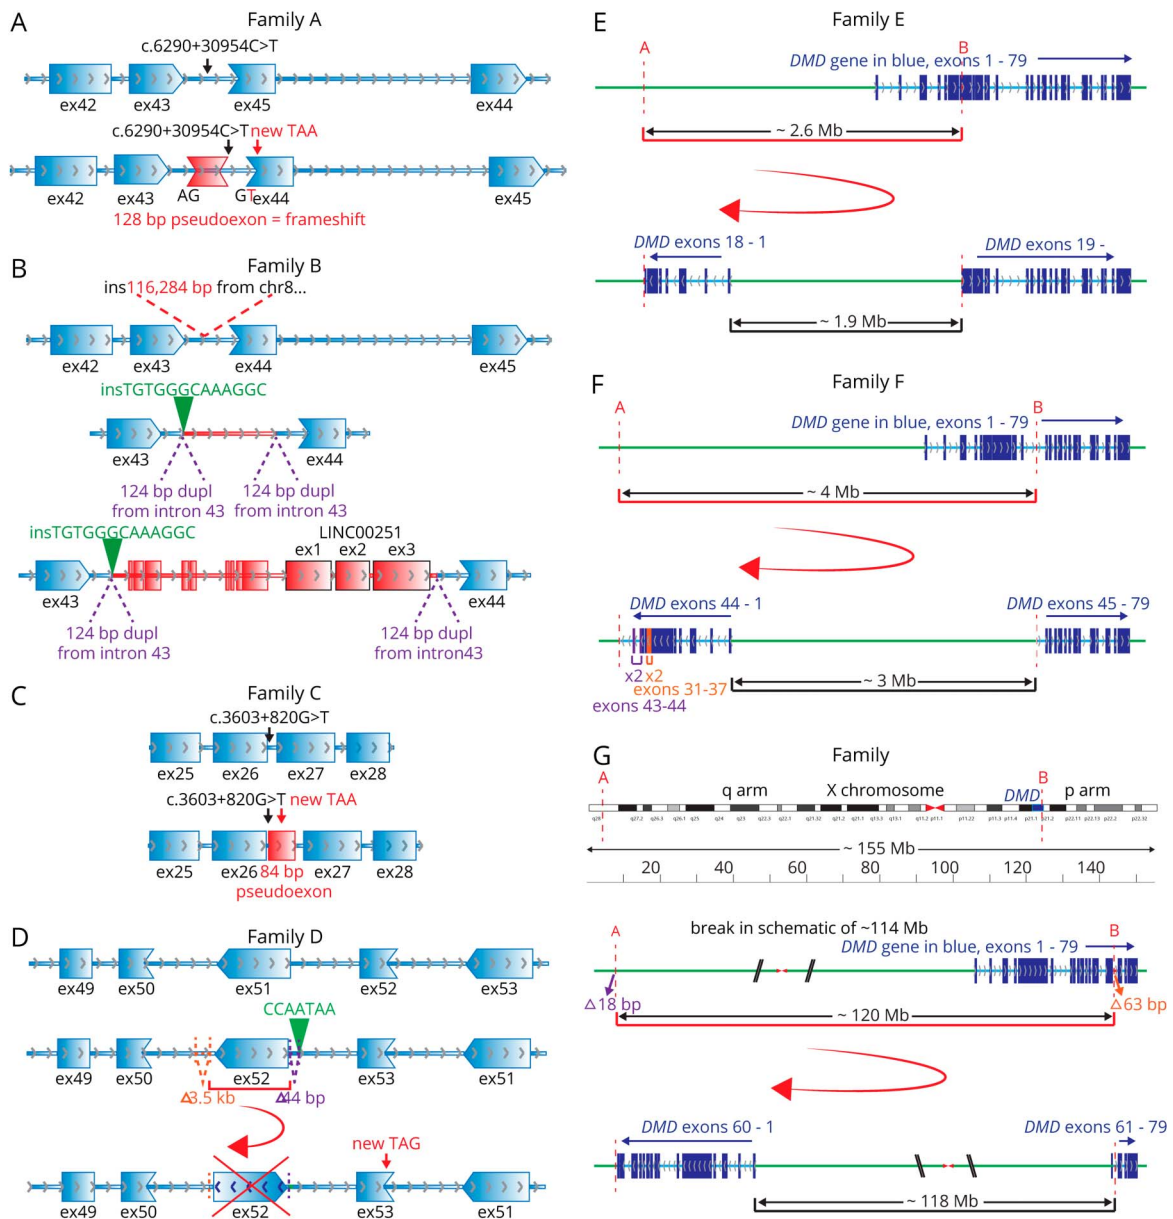 A
Family A
c.6290+30954C>T
ex42
ex43
ex45
ex44
c.6290+30954C>T new TAA
ex42
ex43
AG
GT
ex44
ex45
128 bp pseudoexon = frameshift
B
Family B
ins116,284 bp from chr8...
ex42
ex43
ex44
ex45
insTGTGGGCAAAGGC
ex43
ex44
124 bp dupl
from intron 43
124 bp dupl
from intron 43
insTGTGGGCAAAGGC
LINC00251
ex1
ex2
ex3
ex43
ex44
124 bp dupl
from intron 43
124 bp dupl
from intron43
C
Family C
c.3603+820G>T
ex25
ex26
ex27
ex28
c.3603+820G>T new TAA
ex25
ex26
84 bp
pseudoexon
ex27
ex28
D
Family D
ex49
ex50
ex51
ex52
ex53
CCAATAA
ex49
ex50
ex52
ex53
ex51
Δ3.5 kb
Δ44 bp
new TAG
ex49
ex50
ex52
ex53
ex51
E
Family E
A
B
DMD gene in blue, exons 1 - 79
~ 2.6 Mb
DMD exons 18 - 1
DMD exons 19 -
~ 1.9 Mb
F
Family F
A
B
DMD gene in blue, exons 1 - 79
~ 4 Mb
DMD exons 44 - 1
DMD exons 45 - 79
x2
x2
exons 31-37
exons 43-44
~ 3 Mb
G
Family
A
q arm
X chromosome
DMD
B
p arm
~ 155 Mb
20
40
60
80
100
120
140
break in schematic of ~114 Mb
A
B
DMD gene in blue, exons 1 - 79
Δ18 bp
Δ63 bp
~ 120 Mb
DMD exons 60 - 1
DMD exons 61 - 79
~ 118 Mb